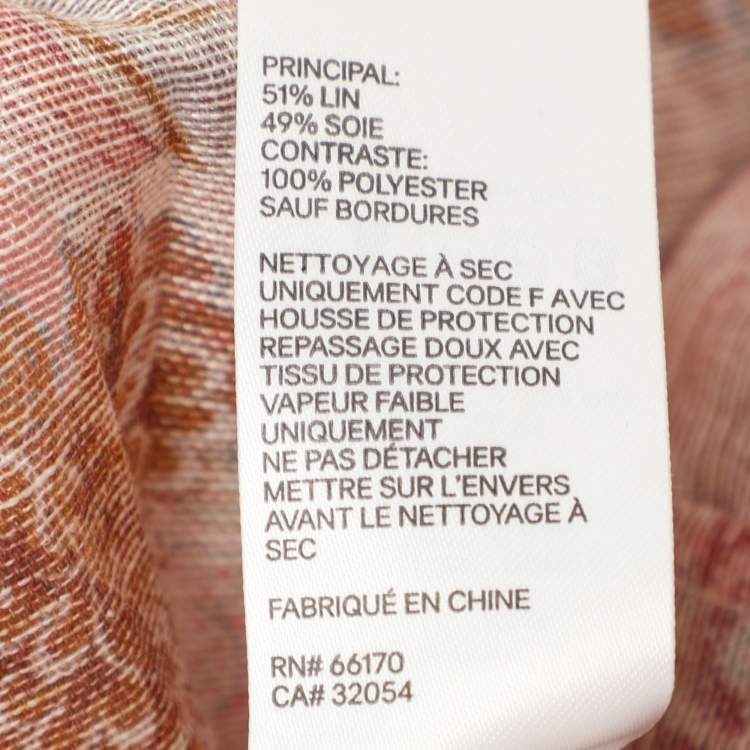 PRINCIPAL:
51% LIN
49% SOIE
CONTRASTE:
100% POLYESTER
SAUF BORDURES
NETTOYAGE À SEC
UNIQUEMENT CODE F AVEC
HOUSSE DE PROTECTION
REPASSAGE DOUX AVEC
TISSU DE PROTECTION
VAPEUR FAIBLE
UNIQUEMENT
NE PAS DÉTACHER
METTRE SUR L'ENVERS
AVANT LE NETTOYAGE À
SEC
FABRIQUÉ EN CHINE
RN# 66170
CA# 32054